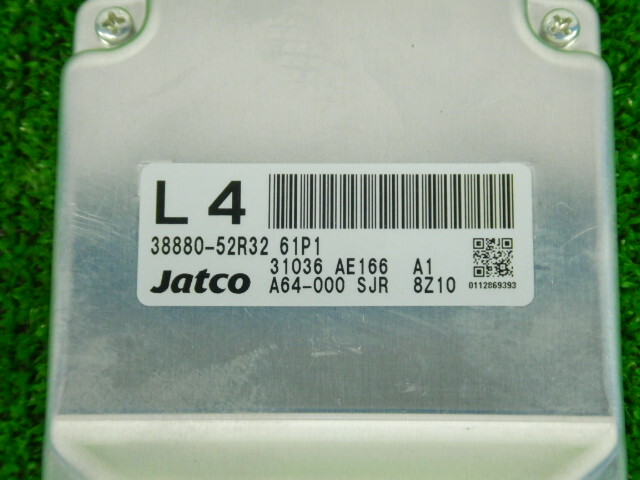 L 4
38880-52R32 61P1
31036 AE166 A1
Jatco A64-000 SJR 8Z10
0112869393